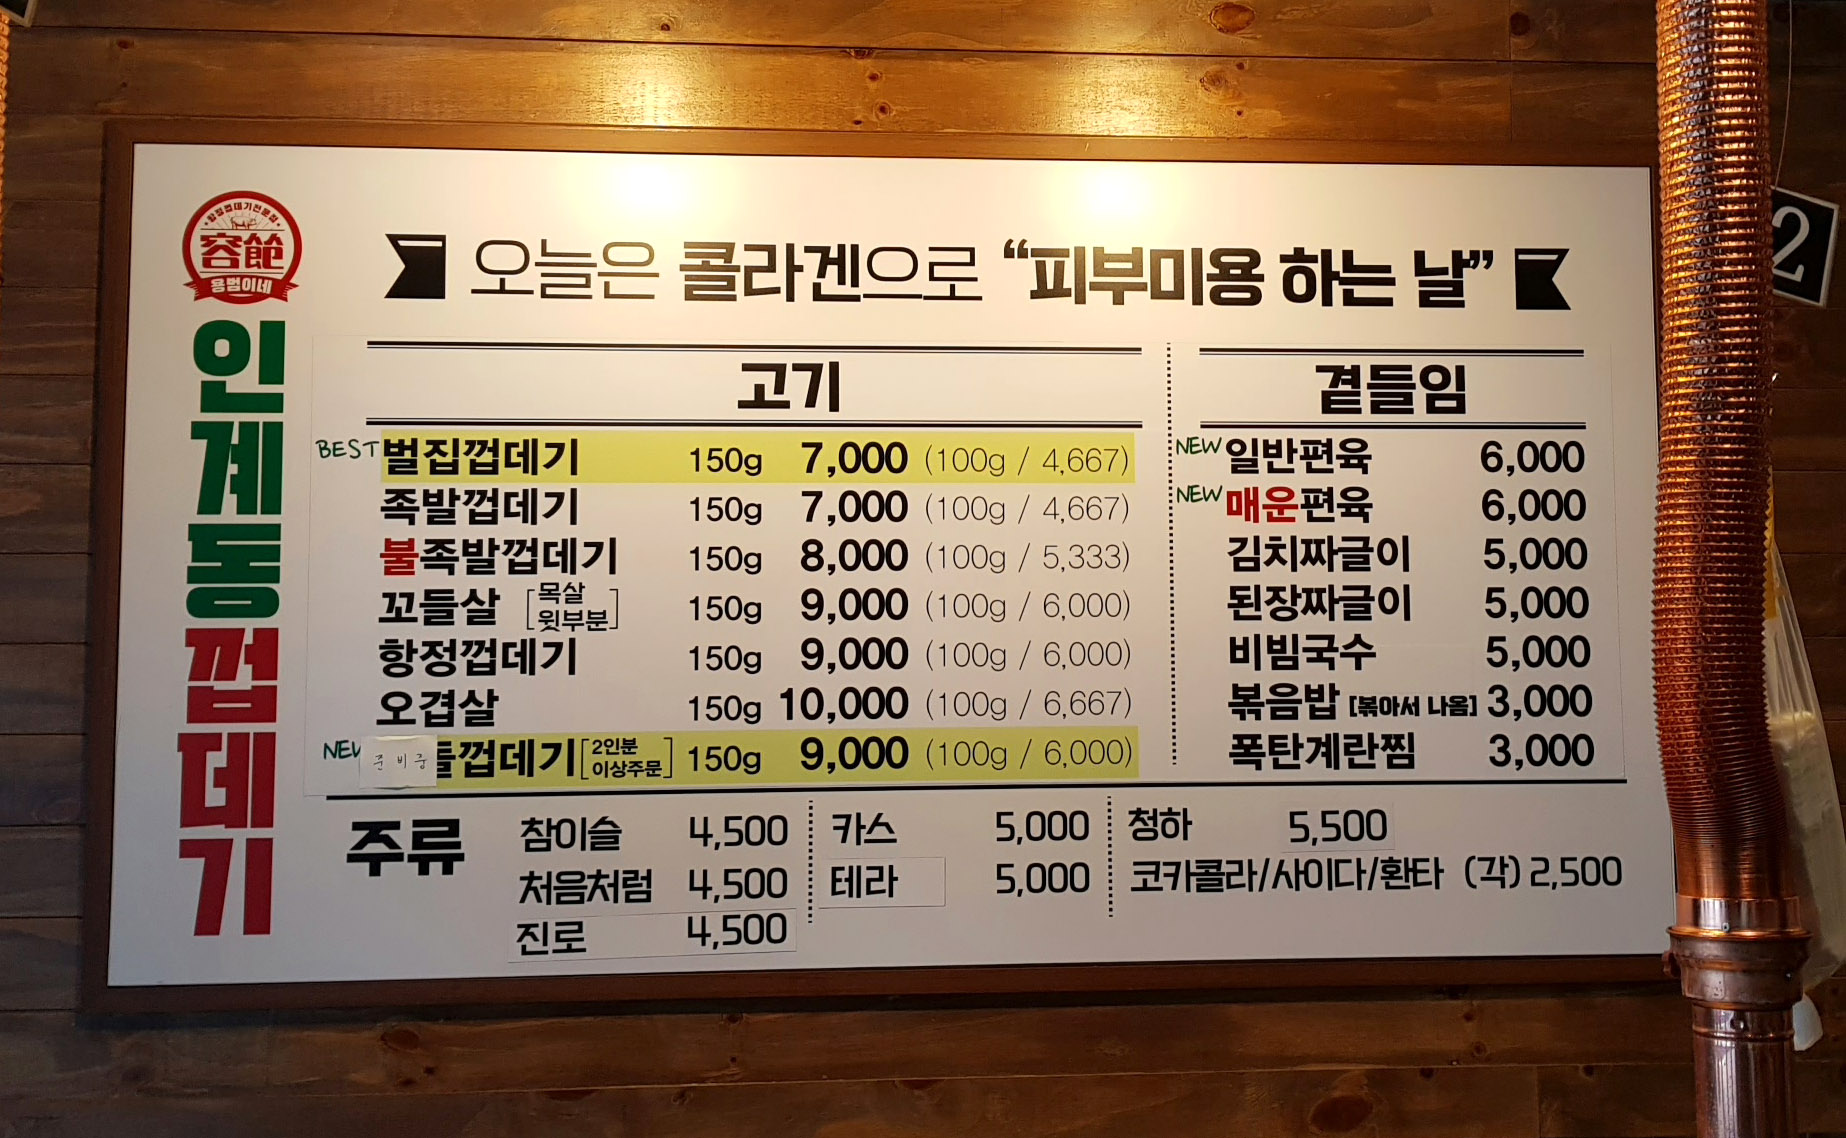 항정껍데기전문점
용범이네
인계동껍데기
오늘은 콜라겐으로 “피부미용 하는 날”
고기
BEST 벌집껍데기 150g 7,000 (100g / 4,667)
족발껍데기 150g 7,000 (100g / 4,667)
불족발껍데기 150g 8,000 (100g / 5,333)
꼬들살 [목살 윗부분] 150g 9,000 (100g / 6,000)
항정껍데기 150g 9,000 (100g / 6,000)
오겹살 150g 10,000 (100g / 6,667)
NEW 준비중 들껍데기 [2인분 이상주문] 150g 9,000 (100g / 6,000)
곁들임
NEW 일반편육 6,000
NEW 매운편육 6,000
김치짜글이 5,000
된장짜글이 5,000
비빔국수 5,000
볶음밥 [볶아서 나옴] 3,000
폭탄계란찜 3,000
주류
참이슬 4,500
처음처럼 4,500
진로 4,500
카스 5,000
테라 5,000
청하 5,500
코카콜라/사이다/환타 (각) 2,500
2